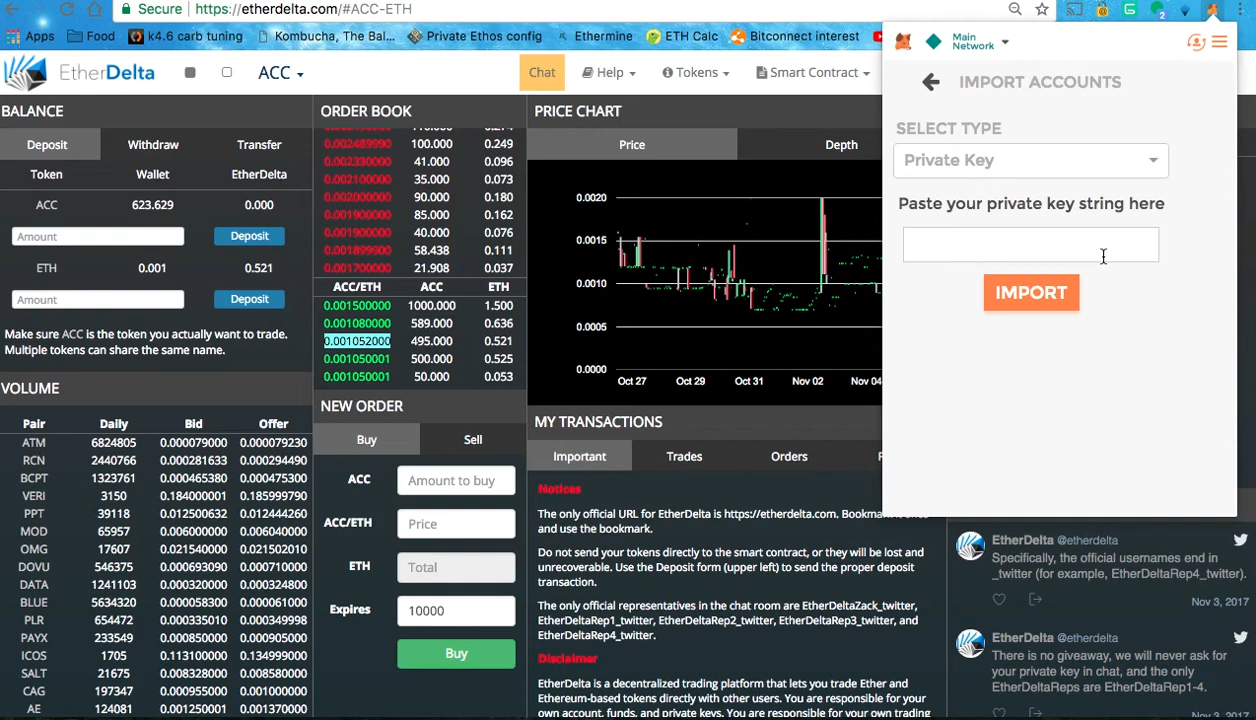 Secure
https://etherdelta.com/#ACC-ETH
Apps
Food
k4.6 carb tuning
Kombucha, The Bal...
Private Ethos config
Ethermine
ETH Calc
Bitconnect interest
EtherDelta
ACC
Chat
Help
Tokens
Smart Contract
BALANCE
Deposit
Withdraw
Transfer
Token
Wallet
EtherDelta
ACC
623.629
0.000
Amount
Deposit
ETH
0.001
0.521
Amount
Deposit
Make sure ACC is the token you actually want to trade.
Multiple tokens can share the same name.
VOLUME
Pair Daily Bid Offer
ATM 6824805 0.000079000 0.000079230
RCN 2440766 0.000281633 0.000294490
BCPT 1323761 0.000465380 0.000475300
VERI 3150 0.184000001 0.185999790
PPT 39118 0.012500632 0.012444260
MOD 65957 0.006000000 0.006040000
OMG 17607 0.021540000 0.021502010
DOVU 546375 0.000693090 0.000710000
DATA 1241103 0.000320000 0.000324800
BLUE 5634320 0.000058300 0.000061000
PLR 654472 0.000335010 0.000349998
PAYX 233549 0.000850000 0.000905000
ICOS 1705 0.113100000 0.134999000
SALT 21675 0.008328000 0.008580000
CAG 197347 0.000955000 0.001000000
AE 124081 0.001250001 0.001370000
ORDER BOOK
0.002489990 100.000 0.249
0.002330000 41.000 0.096
0.002100000 35.000 0.073
0.002000000 90.000 0.180
0.001900000 85.000 0.162
0.001900000 40.000 0.076
0.001899900 58.438 0.111
0.001700000 21.908 0.037
ACC/ETH ACC ETH
0.001500000 1000.000 1.500
0.001080000 589.000 0.636
0.001052000 495.000 0.521
0.001050001 500.000 0.525
0.001050001 50.000 0.053
NEW ORDER
Buy
Sell
ACC
Amount to buy
ACC/ETH
Price
ETH
Total
Expires
10000
Buy
PRICE CHART
Price
Depth
0.0020
0.0015
0.0010
0.0005
0.0000
Oct 27 Oct 29 Oct 31 Nov 02 Nov 04
MY TRANSACTIONS
Important
Trades
Orders
Notices
The only official URL for EtherDelta is https://etherdelta.com. Bookmark
and use the bookmark.
Do not send your tokens directly to the smart contract, or they will be lost and
unrecoverable. Use the Deposit form (upper left) to send the proper deposit
transaction.
The only official representatives in the chat room are EtherDeltaZack_twitter,
EtherDeltaRep1_twitter, EtherDeltaRep2_twitter, EtherDeltaRep3_twitter, and
EtherDeltaRep4_twitter.
Disclaimer
EtherDelta is a decentralized trading platform that lets you trade Ether and
Ethereum-based tokens directly with other users. You are responsible for your
own account, funds, and private keys. You are responsible for your own trading
Main
Network
IMPORT ACCOUNTS
SELECT TYPE
Private Key
Paste your private key string here
IMPORT
EtherDelta @etherdelta
Specifically, the official usernames end in
_twitter (for example, EtherDeltaRep4_twitter).
Nov 3, 2017
EtherDelta @etherdelta
There is no giveaway, we will never ask for
your private key in chat, and the only
EtherDeltaReps are EtherDeltaRep1-4.
Nov 3, 2017